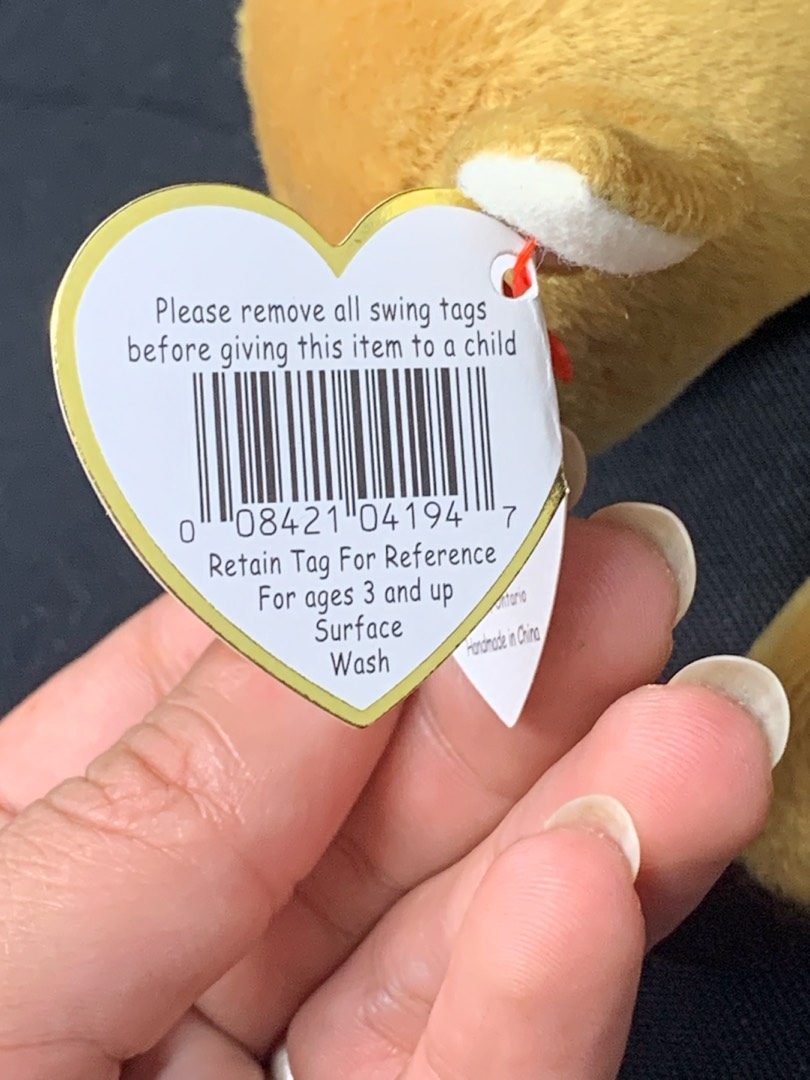 Please remove all swing tags
before giving this item to a child
0 08421 04194 7
Retain Tag For Reference
For ages 3 and up
Surface
Wash
Ontario
Handmade in China